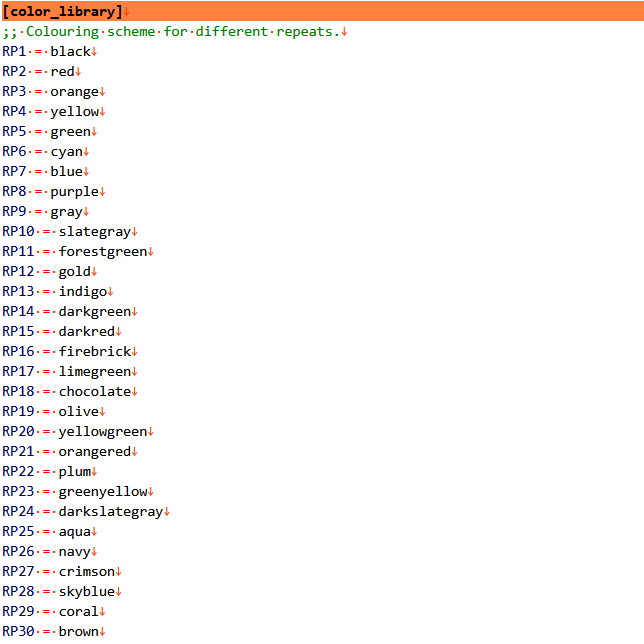 [color_library]
;; Colouring scheme for different repeats.
RP1 = black
RP2 = red
RP3 = orange
RP4 = yellow
RP5 = green
RP6 = cyan
RP7 = blue
RP8 = purple
RP9 = gray
RP10 = slategray
RP11 = forestgreen
RP12 = gold
RP13 = indigo
RP14 = darkgreen
RP15 = darkred
RP16 = firebrick
RP17 = limegreen
RP18 = chocolate
RP19 = olive
RP20 = yellowgreen
RP21 = orangered
RP22 = plum
RP23 = greenyellow
RP24 = darkslategray
RP25 = aqua
RP26 = navy
RP27 = crimson
RP28 = skyblue
RP29 = coral
RP30 = brown